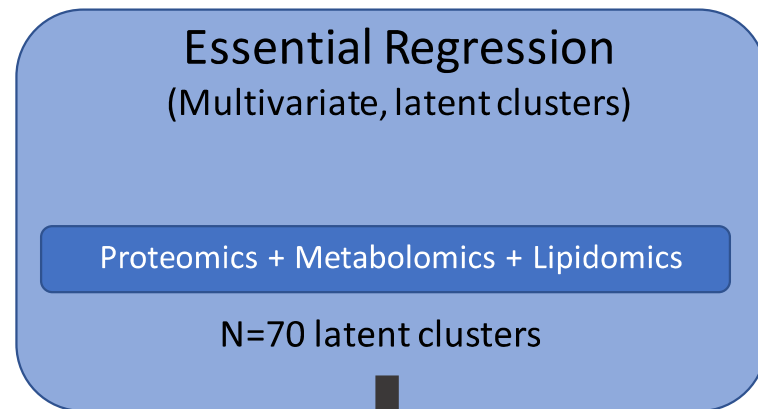 Essential Regression
(Multivariate, latent clusters)
Proteomics + Metabolomics + Lipidomics
N=70 latent clusters